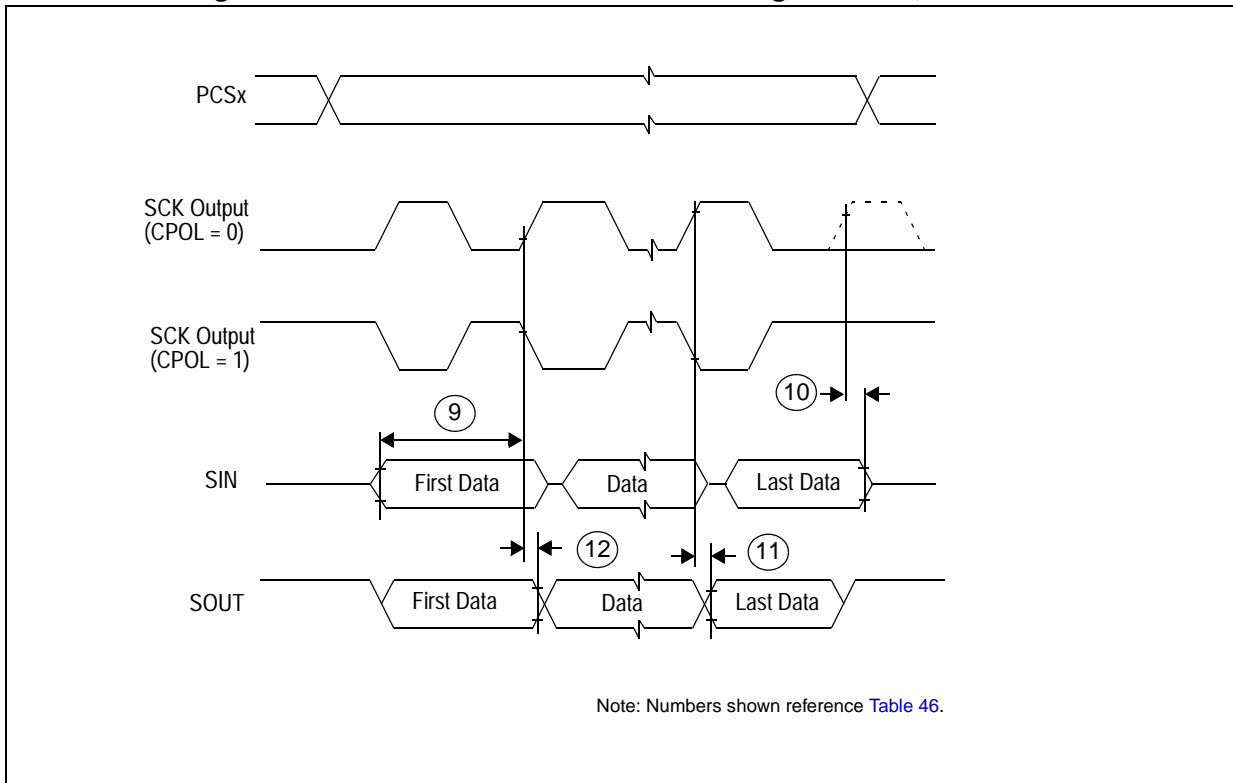 PCSx
SCK Output
(CPOL = 0)
SCK Output
(CPOL = 1)
10
9
SIN
First Data
Data
Last Data
12
11
SOUT
First Data
Data
Last Data
Note: Numbers shown reference Table 46.